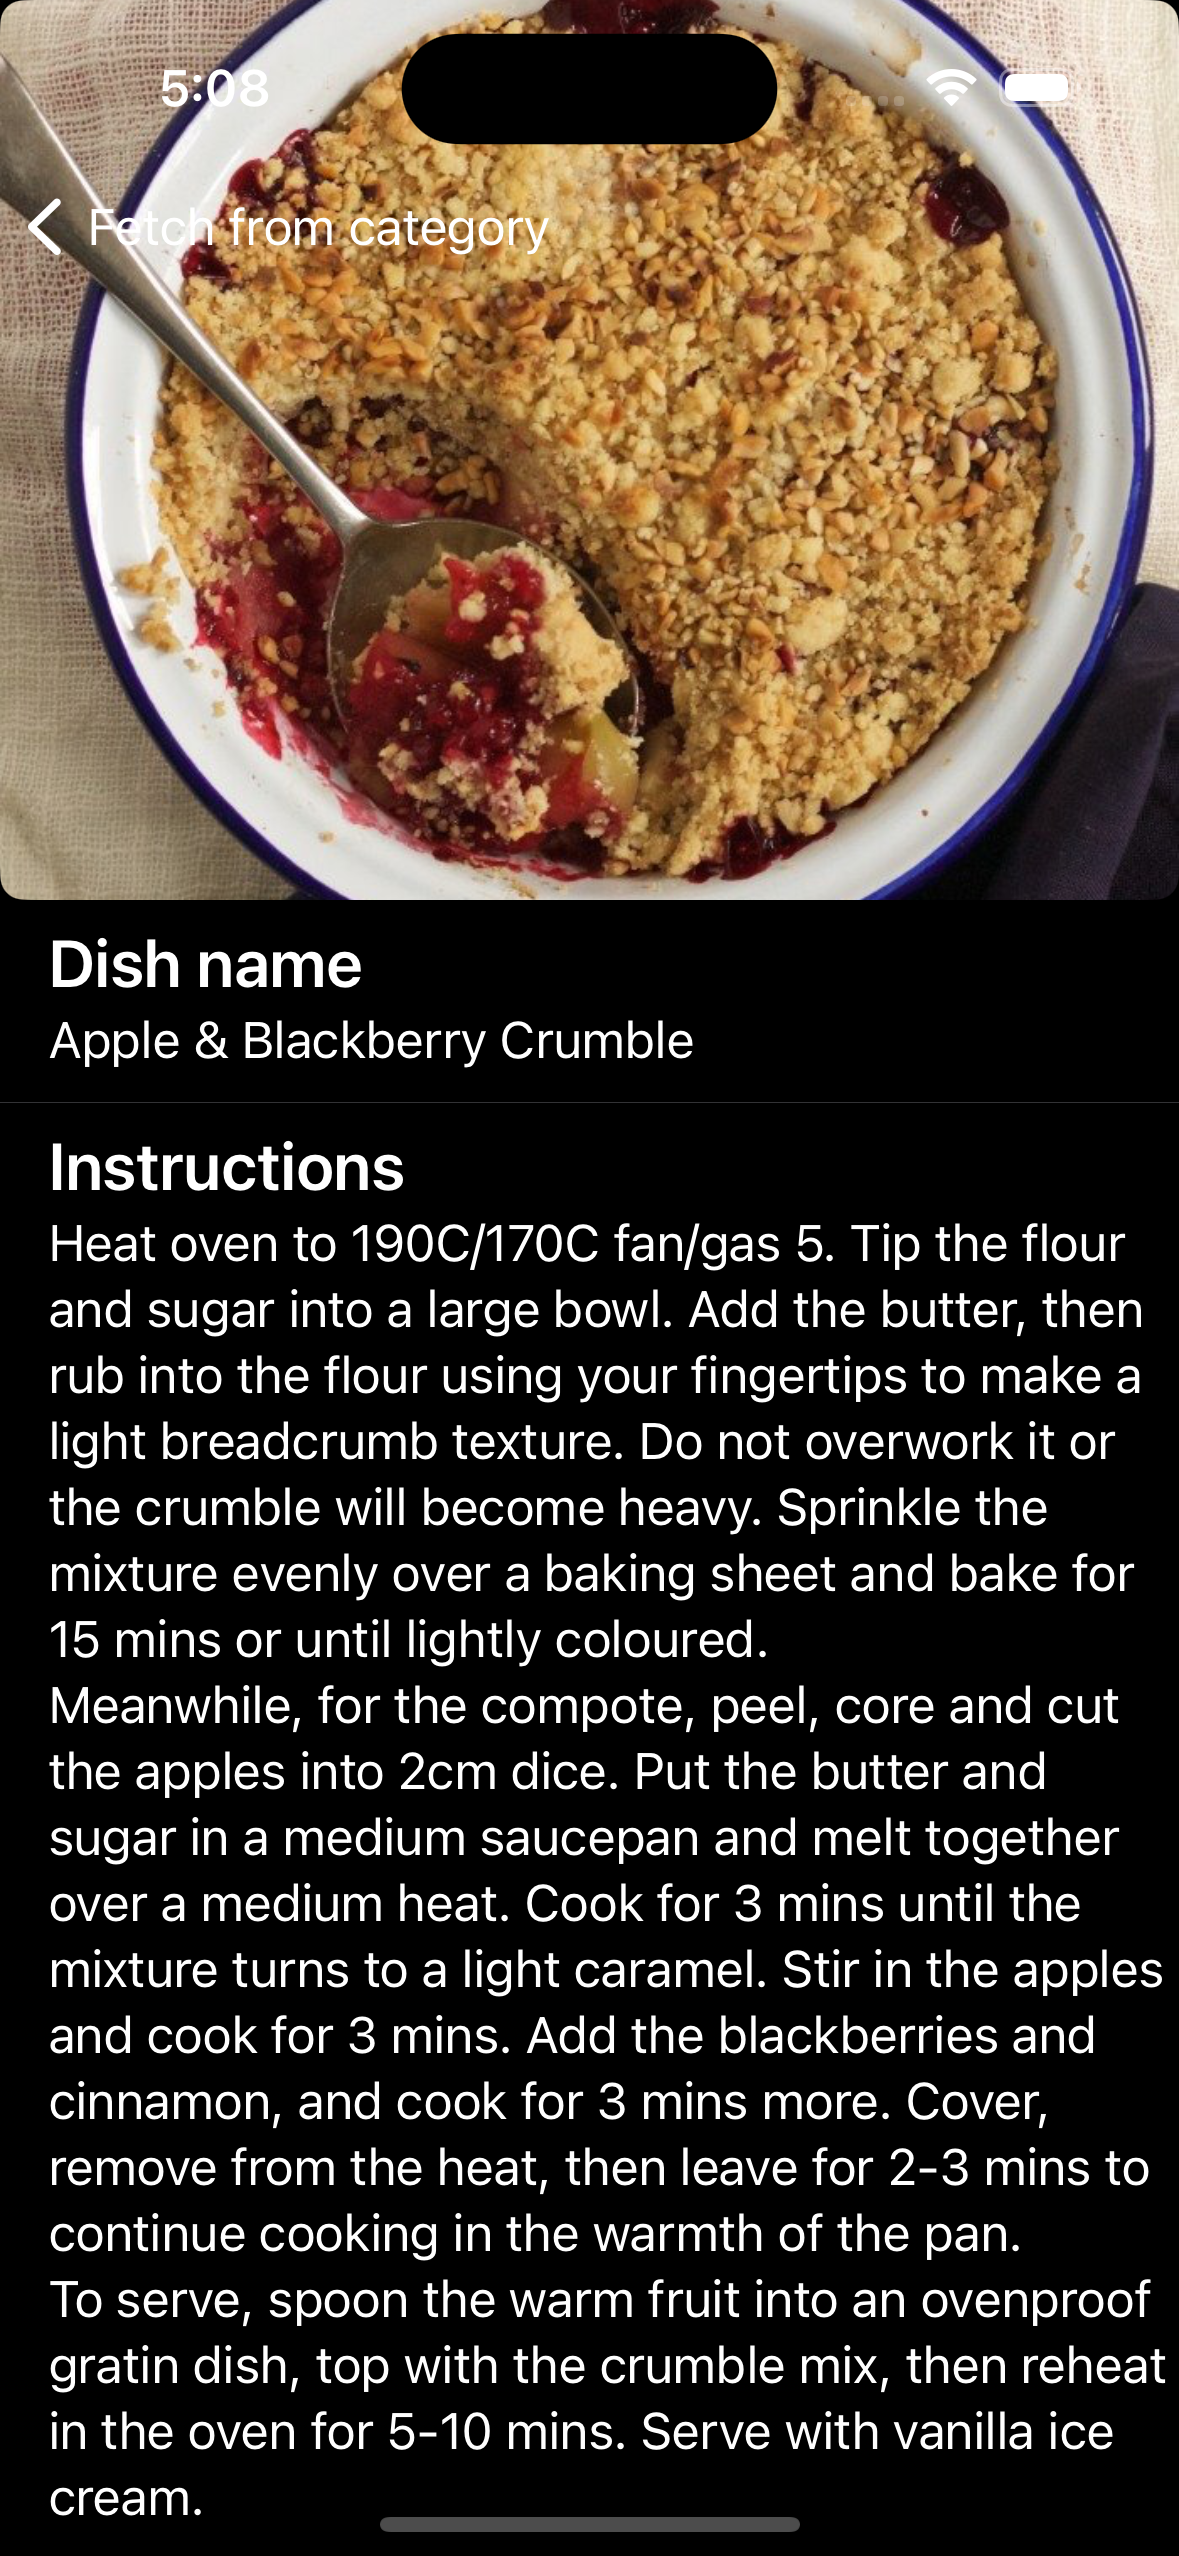 5:08
Fetch from category
Dish name
Apple & Blackberry Crumble
Instructions
Heat oven to 190C/170C fan/gas 5. Tip the flour
and sugar into a large bowl. Add the butter, then
rub into the flour using your fingertips to make a
light breadcrumb texture. Do not overwork it or
the crumble will become heavy. Sprinkle the
mixture evenly over a baking sheet and bake for
15 mins or until lightly coloured.
Meanwhile, for the compote, peel, core and cut
the apples into 2cm dice. Put the butter and
sugar in a medium saucepan and melt together
over a medium heat. Cook for 3 mins until the
mixture turns to a light caramel. Stir in the apples
and cook for 3 mins. Add the blackberries and
cinnamon, and cook for 3 mins more. Cover,
remove from the heat, then leave for 2-3 mins to
continue cooking in the warmth of the pan.
To serve, spoon the warm fruit into an ovenproof
gratin dish, top with the crumble mix, then reheat
in the oven for 5-10 mins. Serve with vanilla ice
cream.